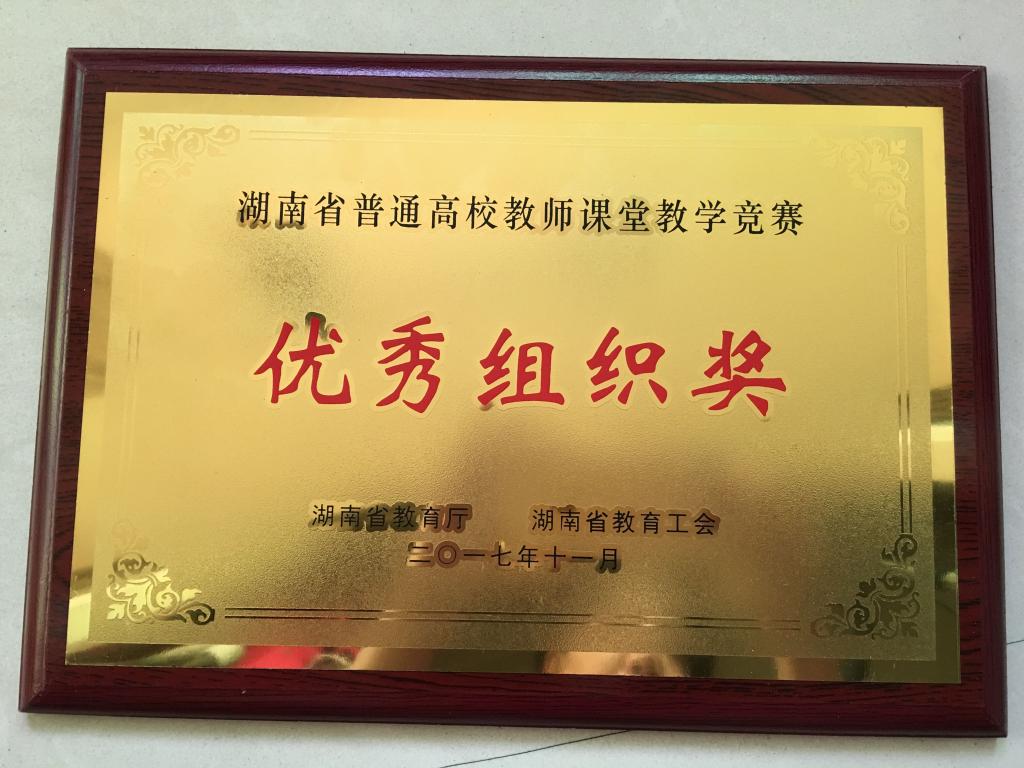 湖南省普通高校教师课堂教学竞赛
优秀组织奖
湖南省教育厅 湖南省教育工会
二〇一七年十一月